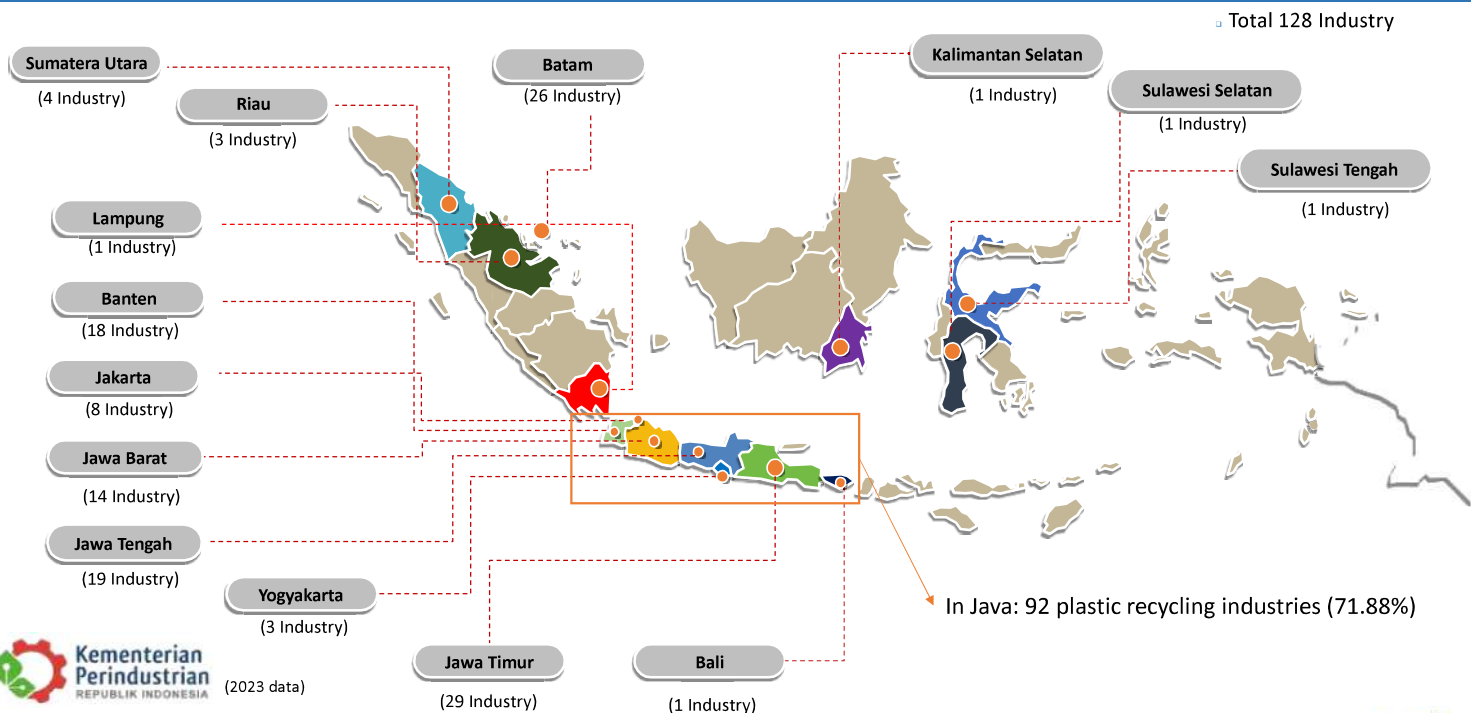 Total 128 Industry
Sumatera Utara
(4 Industry)
Riau
(3 Industry)
Batam
(26 Industry)
Kalimantan Selatan
(1 Industry)
Sulawesi Selatan
(1 Industry)
Sulawesi Tengah
(1 Industry)
Lampung
(1 Industry)
Banten
(18 Industry)
Jakarta
(8 Industry)
Jawa Barat
(14 Industry)
Jawa Tengah
(19 Industry)
Yogyakarta
(3 Industry)
Jawa Timur
(29 Industry)
Bali
(1 Industry)
In Java: 92 plastic recycling industries (71.88%)
Kementerian
Perindustrian
REPUBLIK INDONESIA
(2023 data)